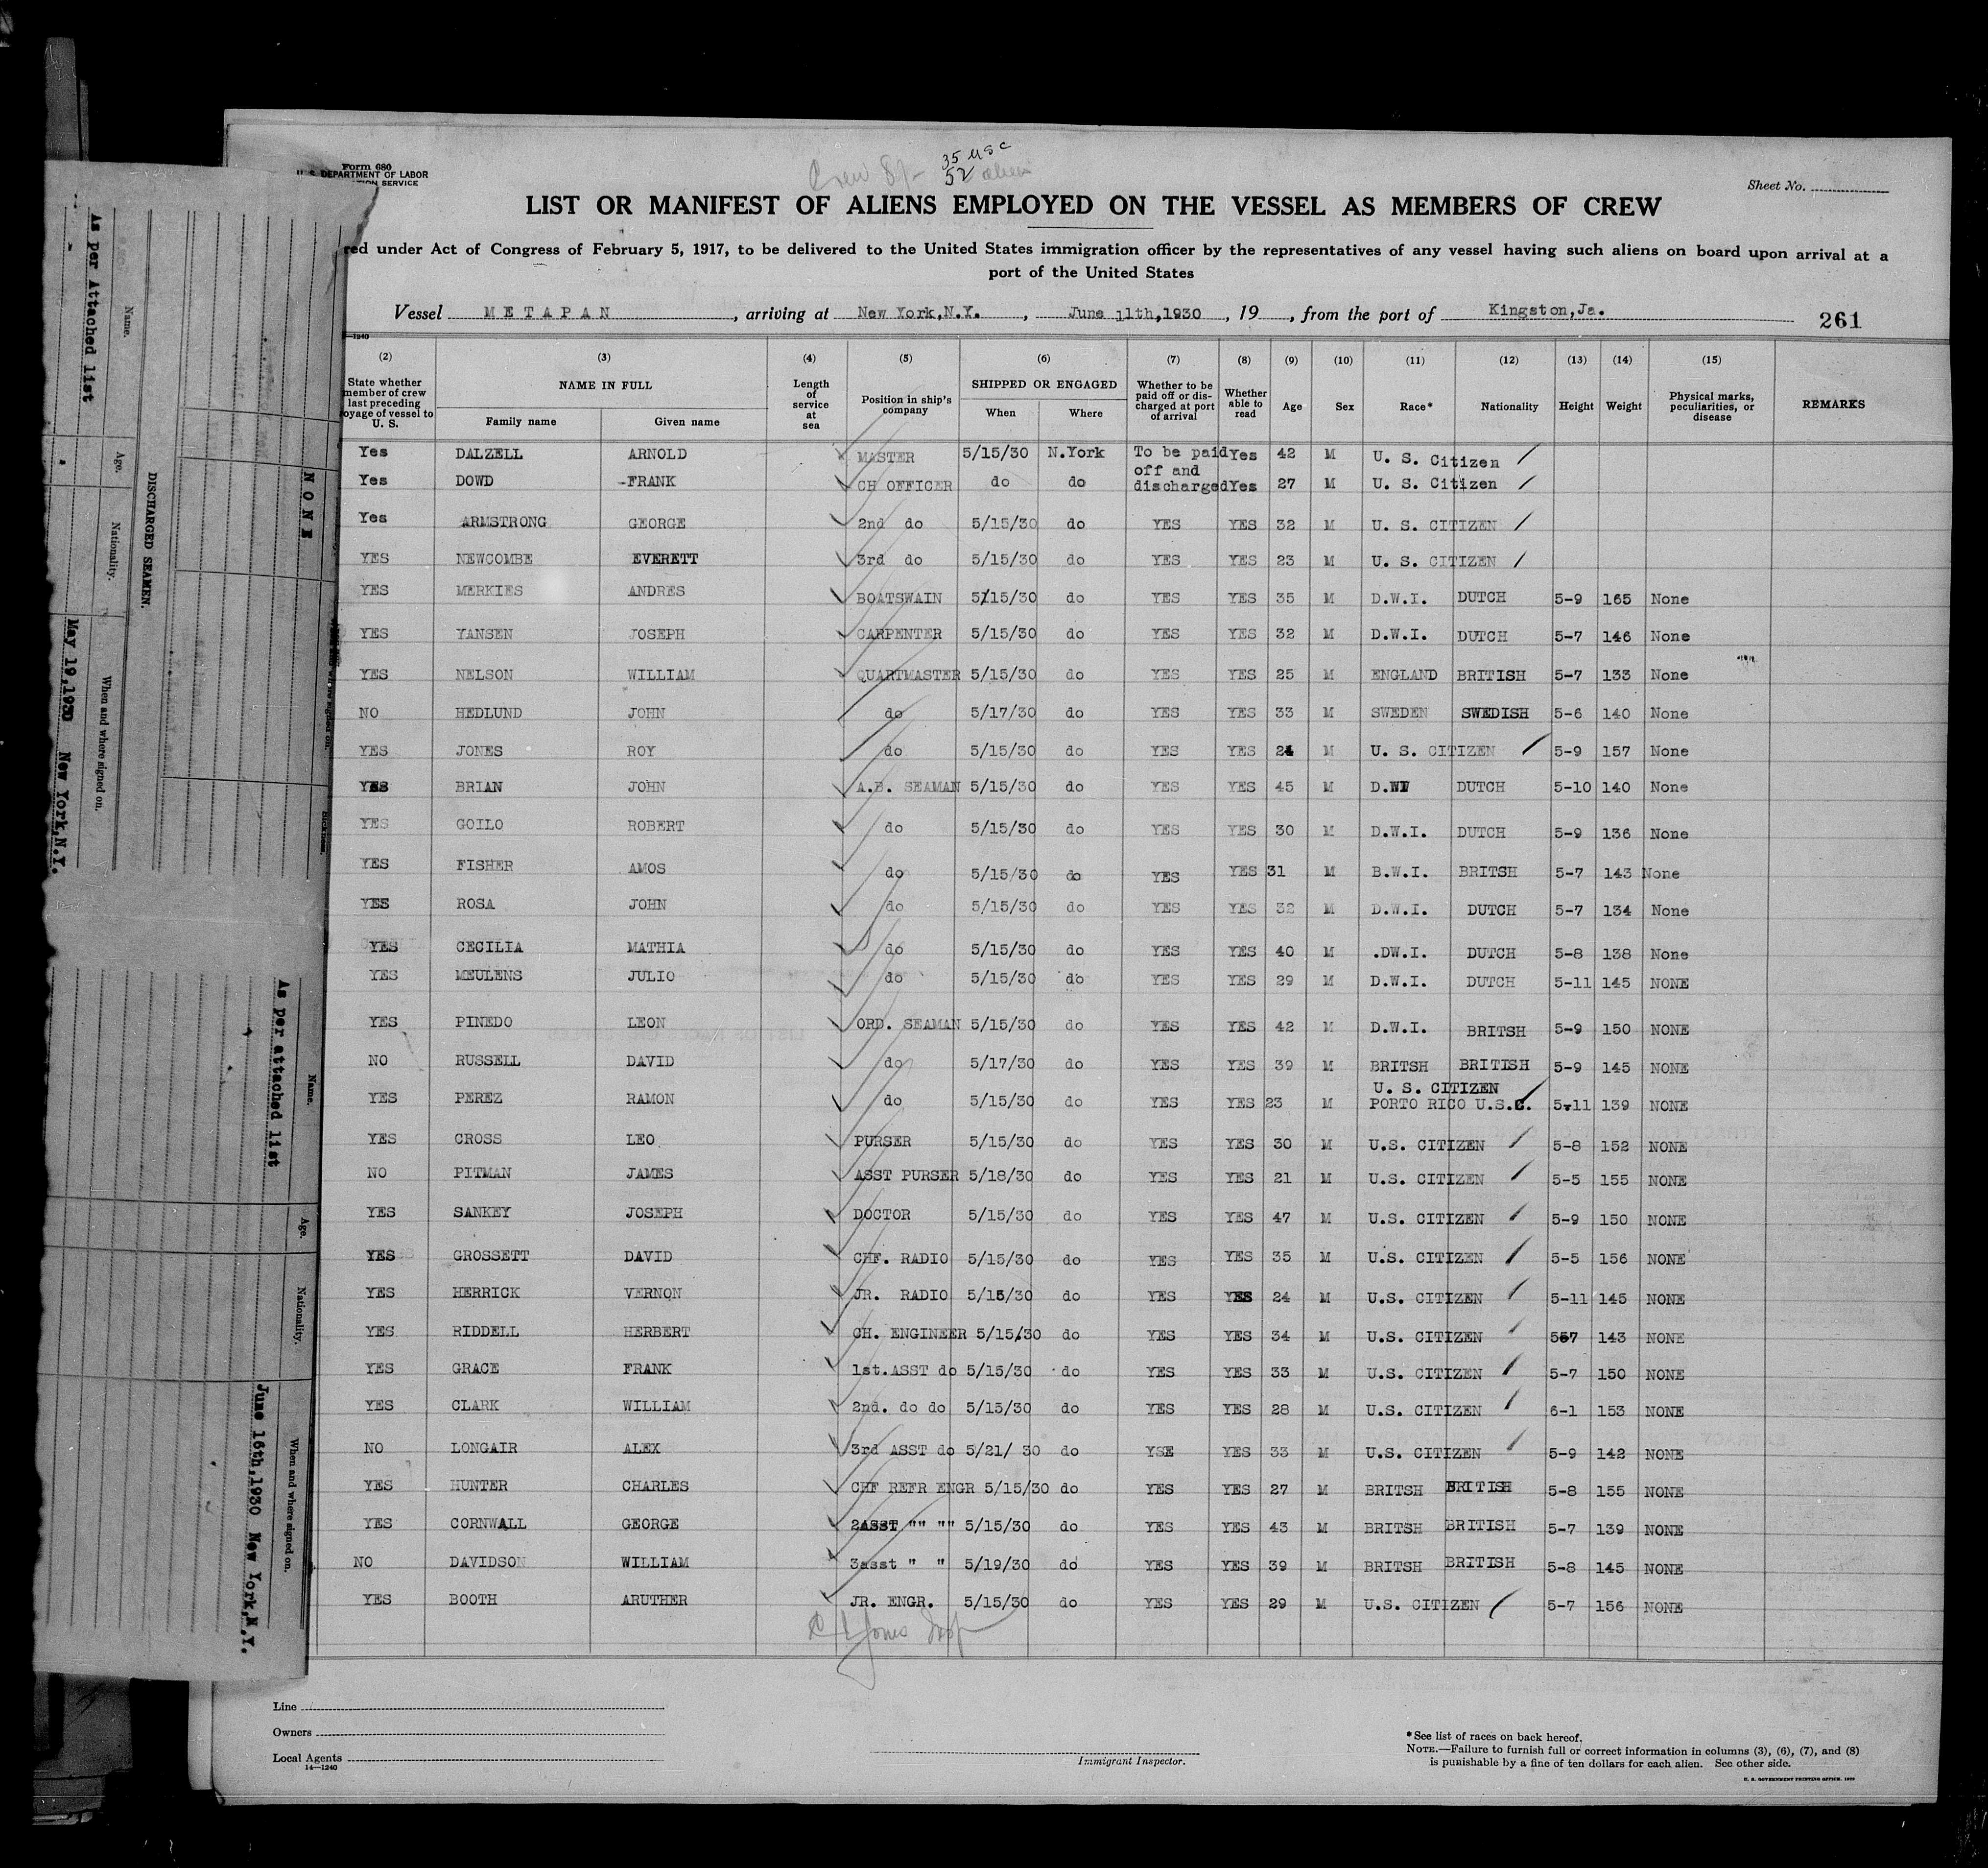 Form 680
U. S. DEPARTMENT OF LABOR
SERVICE
35 USC
Crew 87- 52 alien
Sheet No.
LIST OR MANIFEST OF ALIENS EMPLOYED ON THE VESSEL AS MEMBERS OF CREW
red under Act of Congress of February 5, 1917, to be delivered to the United States immigration officer by the representatives of any vessel having such aliens on board upon arrival at a
port of the United States
Vessel METAPAN, arriving at New York,N.Y., June 11th,1930, 19, from the port of Kingston,Ja.
261
(2) (3) (4) (5) (6) (7) (8) (9) (10) (11) (12) (13) (14) (15)
State whether member of crew last preceding voyage of vessel to U. S. NAME IN FULL Family name Given name Length of service at sea Position in ship's company SHIPPED OR ENGAGED When Where Whether to be paid off or discharged at port of arrival Whether able to read Age Sex Race* Nationality Height Weight Physical marks, peculiarities, or disease REMARKS
Yes DALZELL ARNOLD MASTER 5/15/30 N.York To be paid Yes 42 M U. S. Citizen
off and
Yes DOWD -FRANK CH OFFICER do do discharged Yes 27 M U. S. Citizen
Yes ARMSTRONG GEORGE 2nd do 5/15/30 do YES YES 32 M U. S. CITIZEN
YES NEWCOMBE EVERETT 3rd do 5/15/30 do YES YES 23 M U. S. CITIZEN
YES MERKIES ANDRES BOATSWAIN 5/15/30 do YES YES 35 M D.W.I. DUTCH 5-9 165 None
YES YANSEN JOSEPH CARPENTER 5/15/30 do YES YES 32 M D.W.I. DUTCH 5-7 146 None
YES NELSON WILLIAM QUARTMASTER 5/15/30 do YES YES 25 M ENGLAND BRITISH 5-7 133 None
NO HEDLUND JOHN do 5/17/30 do YES YES 33 M SWEDEN SWEDISH 5-6 140 None
YES JONES ROY do 5/15/30 do YES YES 24 M U. S. CITIZEN 5-9 157 None
YES BRIAN JOHN A.B. SEAMAN 5/15/30 do YES YES 45 M D.WI DUTCH 5-10 140 None
YES GOILO ROBERT do 5/15/30 do YES YES 30 M D.W.I. DUTCH 5-9 136 None
YES FISHER AMOS do 5/15/30 do YES YES 31 M B.W.I. BRITSH 5-7 143 None
YES ROSA JOHN do 5/15/30 do YES YES 32 M D.W.I. DUTCH 5-7 134 None
YES CECILIA MATHIA do 5/15/30 do YES YES 40 M .DW.I. DUTCH 5-8 138 None
YES MEULENS JULIO do 5/15/30 do YES YES 29 M D.W.I. DUTCH 5-11 145 NONE
YES PINEDO LEON ORD. SEAMAN 5/15/30 do YES YES 42 M D.W.I. BRITSH 5-9 150 NONE
NO RUSSELL DAVID do 5/17/30 do YES YES 39 M BRITSH BRITISH 5-9 145 NONE
U. S. CITIZEN
YES PEREZ RAMON do 5/15/30 do YES YES 23 M PORTO RICO U.S.C. 5-11 139 NONE
YES CROSS LEO PURSER 5/15/30 do YES YES 30 M U.S. CITIZEN 5-8 152 NONE
NO PITMAN JAMES ASST PURSER 5/18/30 do YES YES 21 M U.S. CITIZEN 5-5 155 NONE
YES SANKEY JOSEPH DOCTOR 5/15/30 do YES YES 47 M U.S. CITIZEN 5-9 150 NONE
YES GROSSETT DAVID CHF. RADIO 5/15/30 do YES YES 35 M U.S. CITIZEN 5-5 156 NONE
YES HERRICK VERNON JR. RADIO 5/15/30 do YES YES 24 M U.S. CITIZEN 5-11 145 NONE
YES RIDDELL HERBERT CH. ENGINEER 5/15/30 do YES YES 34 M U.S. CITIZEN 567 143 NONE
YES GRACE FRANK 1st.ASST do 5/15/30 do YES YES 33 M U.S. CITIZEN 5-7 150 NONE
YES CLARK WILLIAM 2nd. do do 5/15/30 do YES YES 28 M U.S. CITIZEN 6-1 153 NONE
NO LONGAIR ALEX 3rd ASST do 5/21/ 30 do YSE YES 33 M U.S. CITIZEN 5-9 142 NONE
YES HUNTER CHARLES CHF REFR ENGR 5/15/30 do YES YES 27 M BRITSH BRITISH 5-8 155 NONE
YES CORNWALL GEORGE 2ASST "" "" 5/15/30 do YES YES 43 M BRITSH BRITISH 5-7 139 NONE
NO DAVIDSON WILLIAM 3asst " " 5/19/30 do YES YES 39 M BRITSH BRITISH 5-8 145 NONE
YES BOOTH ARUTHER JR. ENGR. 5/15/30 do YES YES 29 M U.S. CITIZEN 5-7 156 NONE
Jones Insp
Line
Owners
Local Agents
14—1240
Immigrant Inspector.
*See list of races on back hereof.
NOTE.—Failure to furnish full or correct information in columns (3), (6), (7), and (8)
is punishable by a fine of ten dollars for each alien. See other side.
U. S. GOVERNMENT PRINTING OFFICE: 1929
DISCHARGED SEAMEN.
Name. Age. Nationality. When and where signed on.
As per Attached list
May 19,1930 New York,N.Y.
NONE
Name. Age. Nationality. When and where signed on.
As per attached list
June 16th,1930 New York,N.Y.